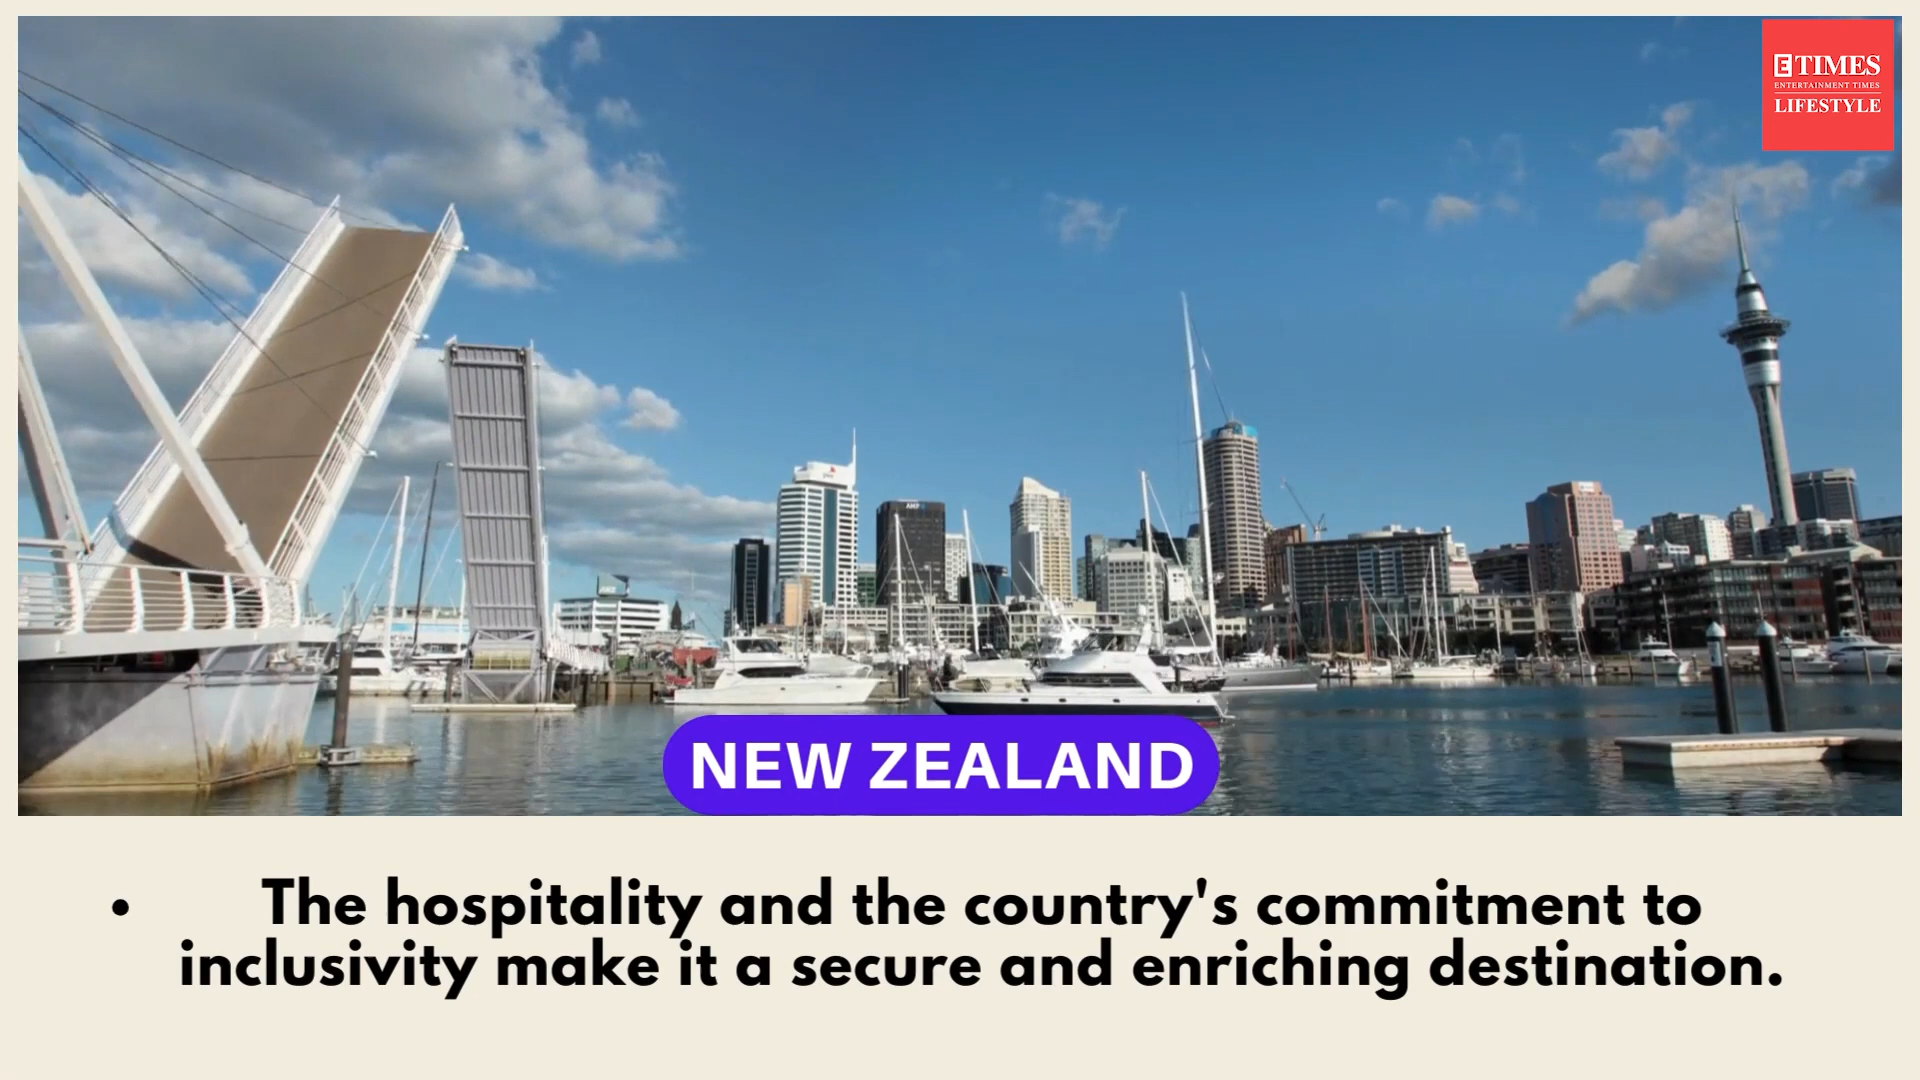 ETIMES
ENTERTAINMENT TIMES
LIFESTYLE
NEW ZEALAND
• The hospitality and the country's commitment to
inclusivity make it a secure and enriching destination.